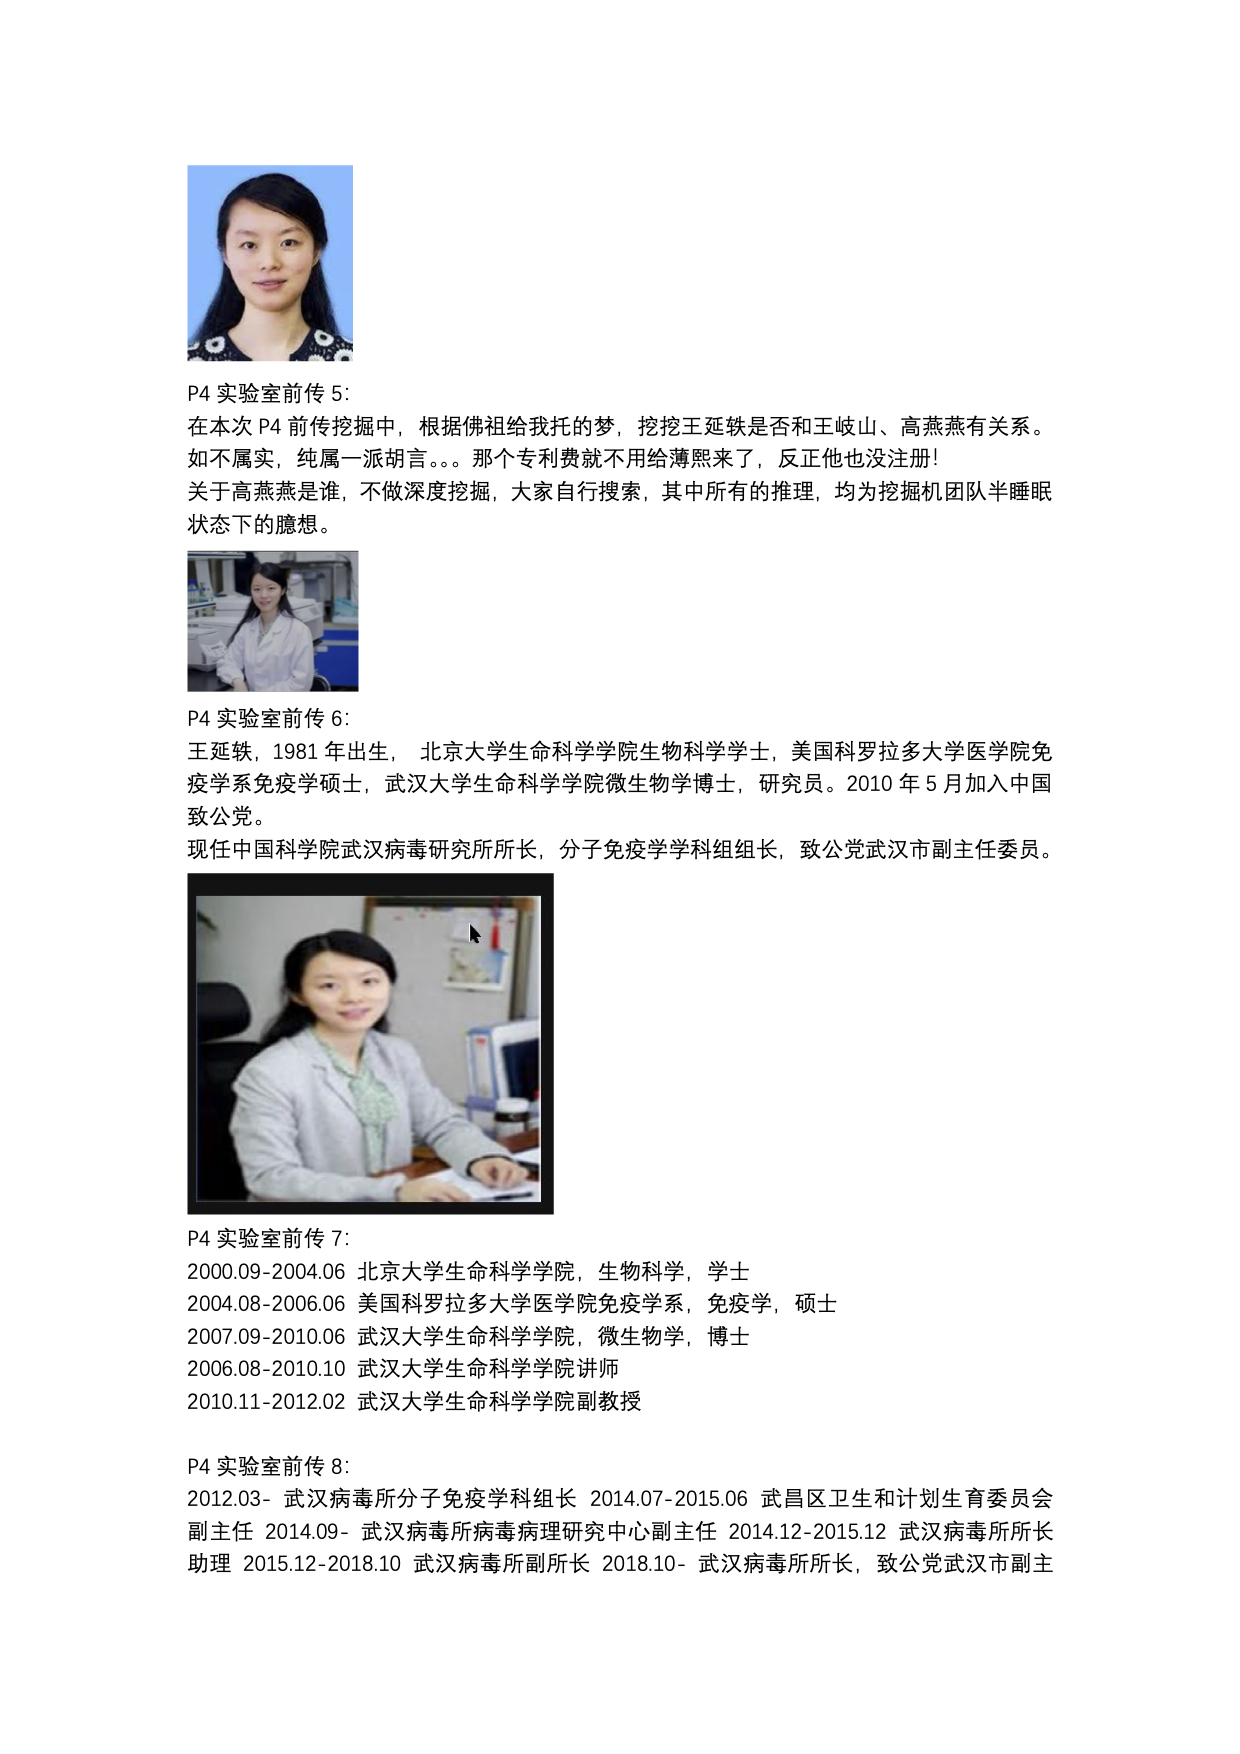 P4 实验室前传 5：
在本次 P4 前传挖掘中，根据佛祖给我托的梦，挖挖王延轶是否和王岐山、高燕燕有关系。
如不属实，纯属一派胡言。。。那个专利费就不用给薄熙来了，反正他也没注册！
关于高燕燕是谁，不做深度挖掘，大家自行搜索，其中所有的推理，均为挖掘机团队半睡眠
状态下的臆想。
P4 实验室前传 6：
王延轶，1981 年出生， 北京大学生命科学学院生物科学学士，美国科罗拉多大学医学院免
疫学系免疫学硕士，武汉大学生命科学学院微生物学博士，研究员。2010 年 5 月加入中国
致公党。
现任中国科学院武汉病毒研究所所长，分子免疫学学科组组长，致公党武汉市副主任委员。
P4 实验室前传 7：
2000.09-2004.06 北京大学生命科学学院，生物科学，学士
2004.08-2006.06 美国科罗拉多大学医学院免疫学系，免疫学，硕士
2007.09-2010.06 武汉大学生命科学学院，微生物学，博士
2006.08-2010.10 武汉大学生命科学学院讲师
2010.11-2012.02 武汉大学生命科学学院副教授
P4 实验室前传 8：
2012.03- 武汉病毒所分子免疫学科组长 2014.07-2015.06 武昌区卫生和计划生育委员会
副主任 2014.09- 武汉病毒所病毒病理研究中心副主任 2014.12-2015.12 武汉病毒所所长
助理 2015.12-2018.10 武汉病毒所副所长 2018.10- 武汉病毒所所长，致公党武汉市副主